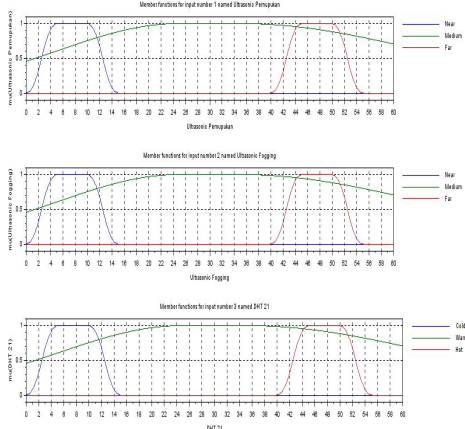 Member functions for input number 1 named Ultrasonic Pemupukan
mu(Ultrasonic Pemupukan)
1
0.5
0
0 2 4 6 8 10 12 14 16 18 20 22 24 26 28 30 32 34 36 38 40 42 44 46 48 50 52 54 56 58 60
Ultrasonic Pemupukan
Near
Medium
Far
Member functions for input number 2 named Ultrasonic Fogging
mu(Ultrasonic Fogging)
1
0.5
0
0 2 4 6 8 10 12 14 16 18 20 22 24 26 28 30 32 34 36 38 40 42 44 46 48 50 52 54 56 58 60
Ultrasonic Fogging
Near
Medium
Far
Member functions for input number 3 named DHT 21
mu(DHT 21)
1
0.5
0
0 2 4 6 8 10 12 14 16 18 20 22 24 26 28 30 32 34 36 38 40 42 44 46 48 50 52 54 56 58 60
DHT 21
Cold
Hot